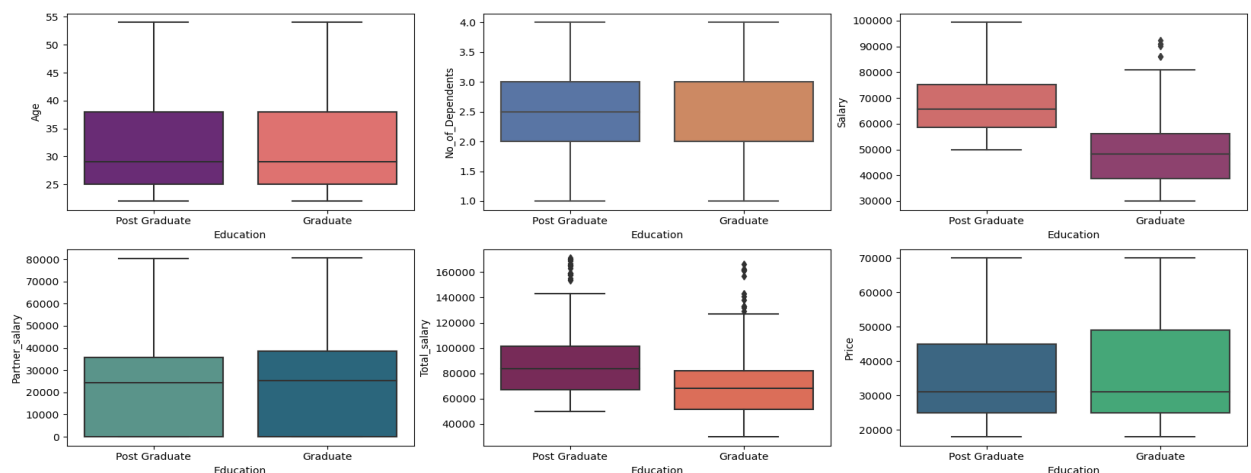 55
50
45
40
35
30
25
Age
Post Graduate
Graduate
Education
4.0
3.5
3.0
2.5
2.0
1.5
1.0
No_of_Dependents
Post Graduate
Graduate
Education
100000
90000
80000
70000
60000
50000
40000
30000
Salary
Post Graduate
Graduate
Education
80000
70000
60000
50000
40000
30000
20000
10000
0
Partner_salary
Post Graduate
Graduate
Education
160000
140000
120000
100000
80000
60000
40000
Total_salary
Post Graduate
Graduate
Education
70000
60000
50000
40000
30000
20000
Price
Post Graduate
Graduate
Education